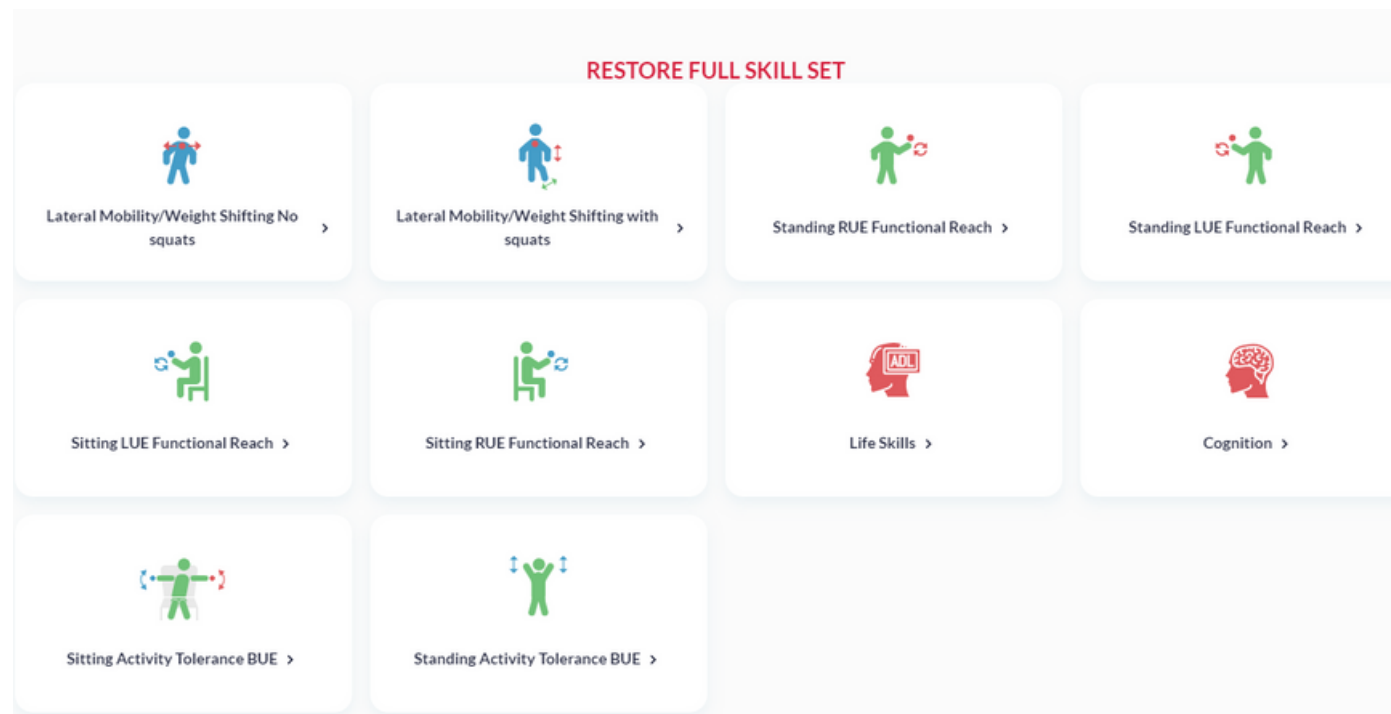 RESTORE FULL SKILL SET
Lateral Mobility/Weight Shifting No
squats
Lateral Mobility/Weight Shifting with
squats
Standing RUE Functional Reach
Standing LUE Functional Reach
Sitting LUE Functional Reach
Sitting RUE Functional Reach
ADL
Life Skills
Cognition
Sitting Activity Tolerance BUE
Standing Activity Tolerance BUE